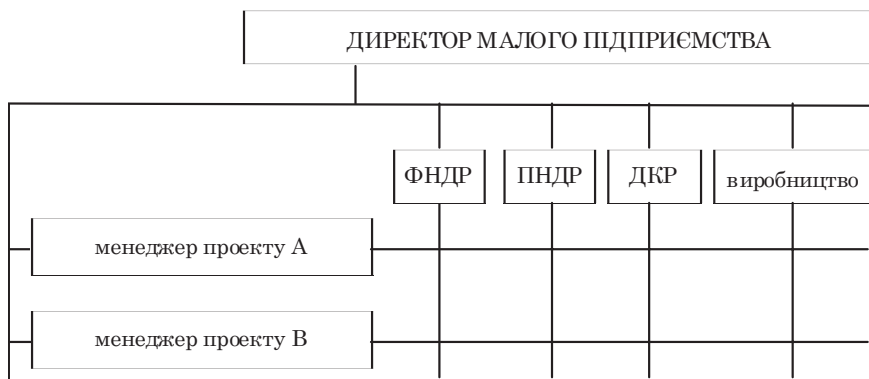 ДИРЕКТОР МАЛОГО ПІДПРИЄМСТВА
ФНДР ПНДР ДКР виробництво
менеджер проекту А
менеджер проекту В